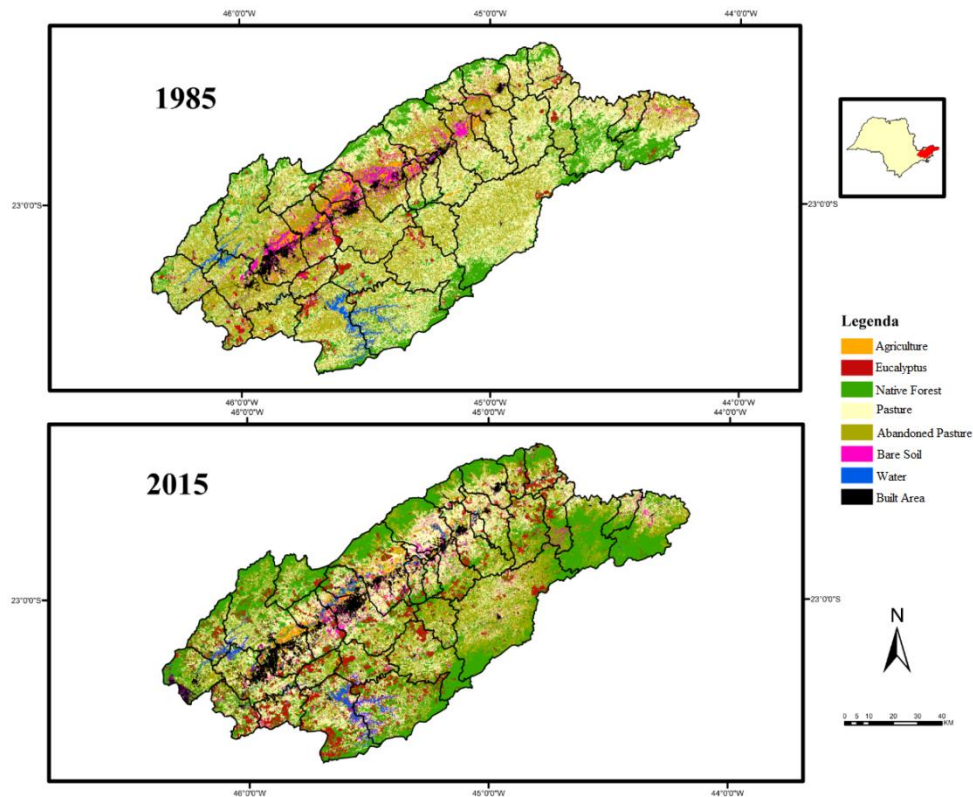 46°0'0"W 45°0'0"W 44°0'0"W
1985
23°0'0"S 23°0'0"S
46°0'0"W 45°0'0"W 44°0'0"W
46°0'0"W 45°0'0"W 44°0'0"W
2015
23°0'0"S 23°0'0"S
46°0'0"W 45°0'0"W 44°0'0"W
Legenda
Agriculture
Eucalyptus
Native Forest
Pasture
Abandoned Pasture
Bare Soil
Water
Built Area
N
0 5 10 20 30 40
KM